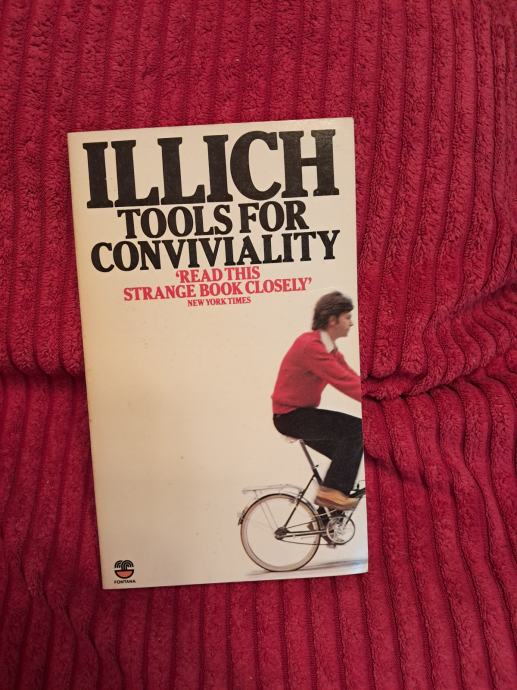 ILLICH
TOOLS FOR
CONVIVIALITY
‘READ THIS
STRANGE BOOK CLOSELY’
NEW YORK TIMES
FONTANA